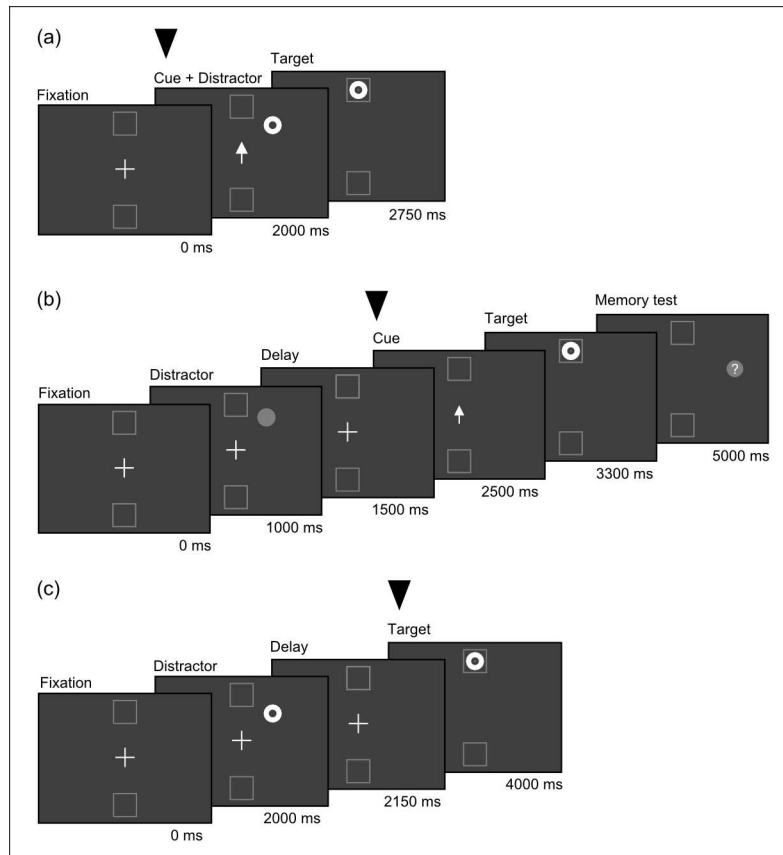 (a)
Fixation
Cue + Distractor
Target
0 ms
2000 ms
2750 ms
(b)
Fixation
Distractor
Delay
Cue
Target
Memory test
?
0 ms
1000 ms
1500 ms
2500 ms
3300 ms
5000 ms
(c)
Fixation
Distractor
Delay
Target
0 ms
2000 ms
2150 ms
4000 ms